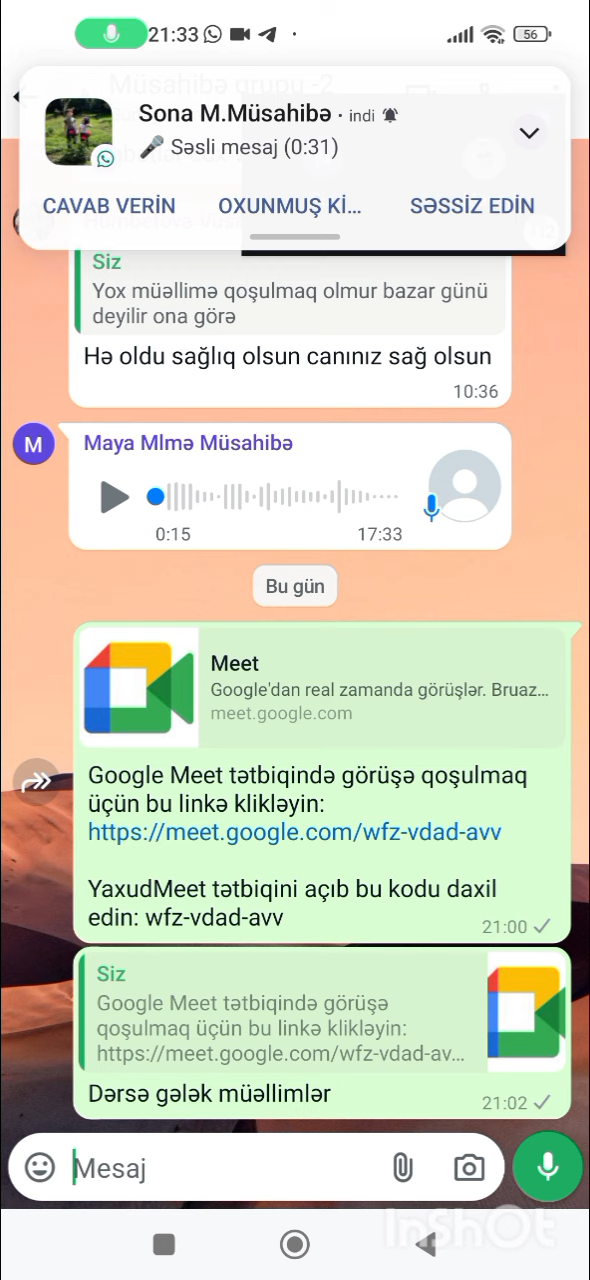 21:33
56
Müsahibə grupu -2
Sona M.Müsahibə · indi
Səsli mesaj (0:31)
CAVAB VERİN OXUNMUŞ Kİ... SƏSSİZ EDİN
Siz
Yox müəllimə qoşulmaq olmur bazar günü
deyilir ona görə
Hə oldu sağlıq olsun canınız sağ olsun
10:36
M
Maya Mlmə Müsahibə
0:15 17:33
Bu gün
Meet
Google'dan real zamanda görüşlər. Bruaz...
meet.google.com
Google Meet tətbiqində görüşə qoşulmaq
üçün bu linkə klikləyin:
https://meet.google.com/wfz-vdad-avv
YaxudMeet tətbiqini açıb bu kodu daxil
edin: wfz-vdad-avv
21:00
Siz
Google Meet tətbiqində görüşə
qoşulmaq üçün bu linkə klikləyin:
https://meet.google.com/wfz-vdad-av...
Dərsə gələk müəllimlər
21:02
Mesaj
InShOt